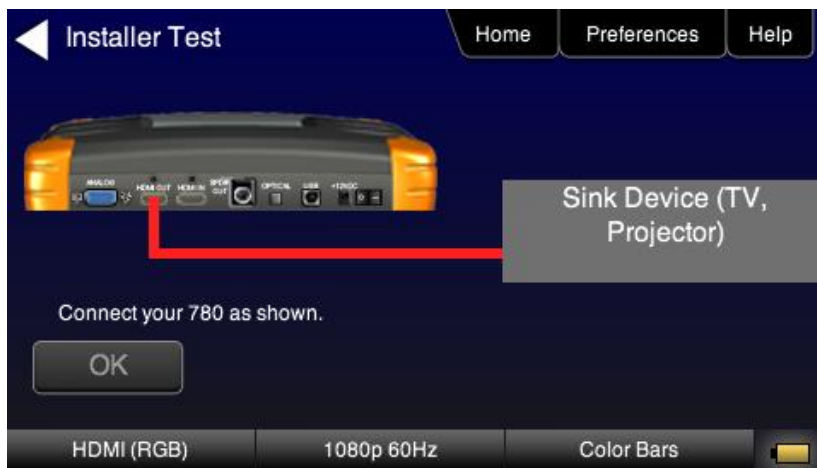 Installer Test
Home
Preferences
Help
ANALOG
HDMI OUT
HDMI IN
SPDIF
OUT
OPTICAL
USB
+12VDC
Sink Device (TV,
Projector)
Connect your 780 as shown.
OK
HDMI (RGB)
1080p 60Hz
Color Bars